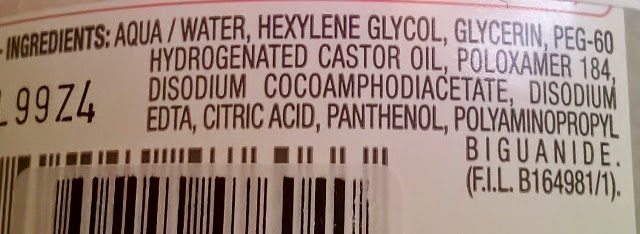 - INGREDIENTS: AQUA / WATER, HEXYLENE GLYCOL, GLYCERIN, PEG-60
HYDROGENATED CASTOR OIL, POLOXAMER 184,
DISODIUM COCOAMPHODIACETATE, DISODIUM
EDTA, CITRIC ACID, PANTHENOL, POLYAMINOPROPYL
BIGUANIDE.
(F.I.L. B164981/1).
99Z4